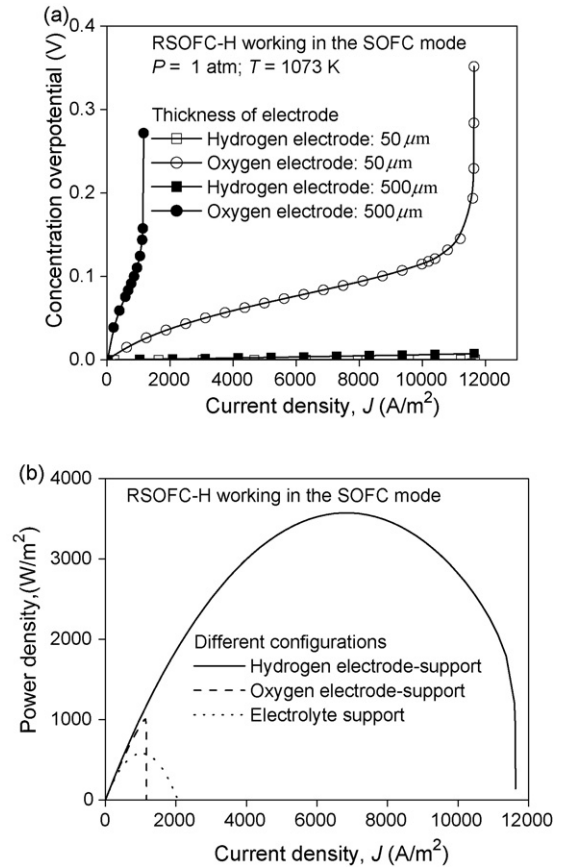 (a)
0.4
0.3
0.2
0.1
0.0
Concentration overpotential (V)
RSOFC-H working in the SOFC mode
P = 1 atm; T = 1073 K
Thickness of electrode
Hydrogen electrode: 50 μm
Oxygen electrode: 50 μm
Hydrogen electrode: 500 μm
Oxygen electrode: 500 μm
0 2000 4000 6000 8000 10000 12000
Current density, J (A/m²)
(b)
4000
3000
2000
1000
0
Power density,(W/m²)
RSOFC-H working in the SOFC mode
Different configurations
Hydrogen electrode-support
Oxygen electrode-support
Electrolyte support
0 2000 4000 6000 8000 10000 12000
Current density, J (A/m²)